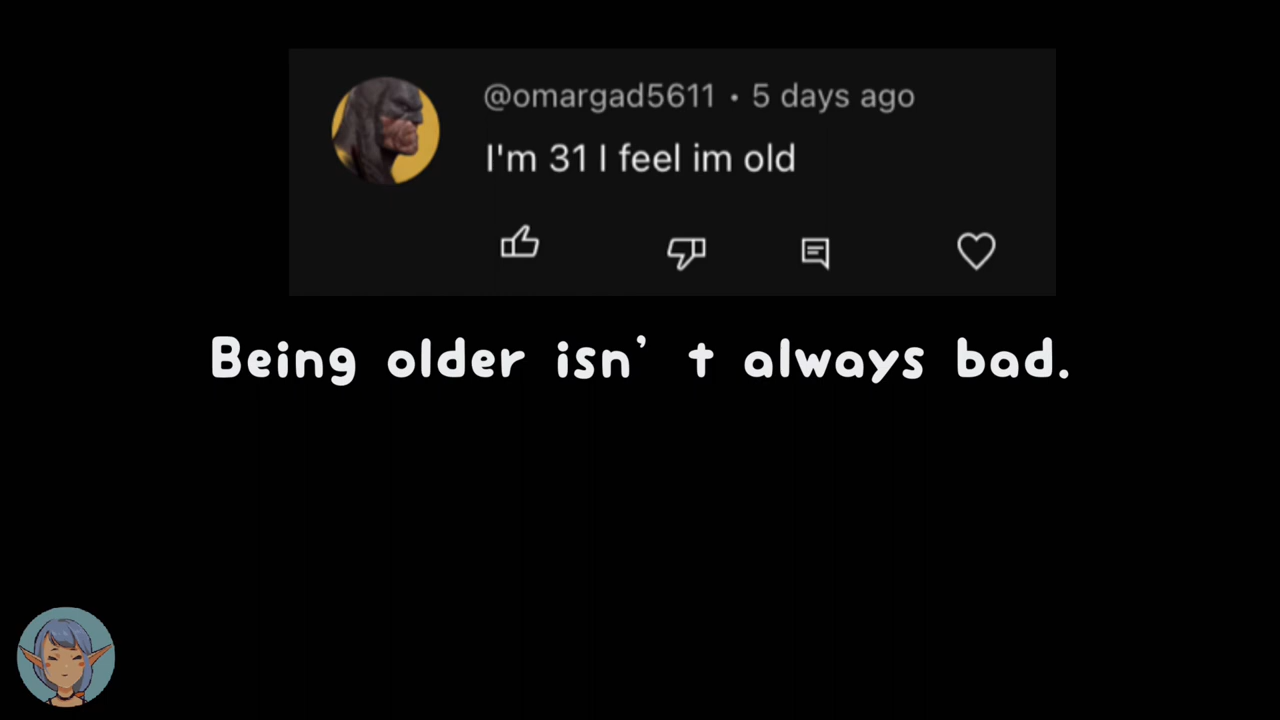 @omargad5611 • 5 days ago
I'm 31 I feel im old
Being older isn’t always bad.